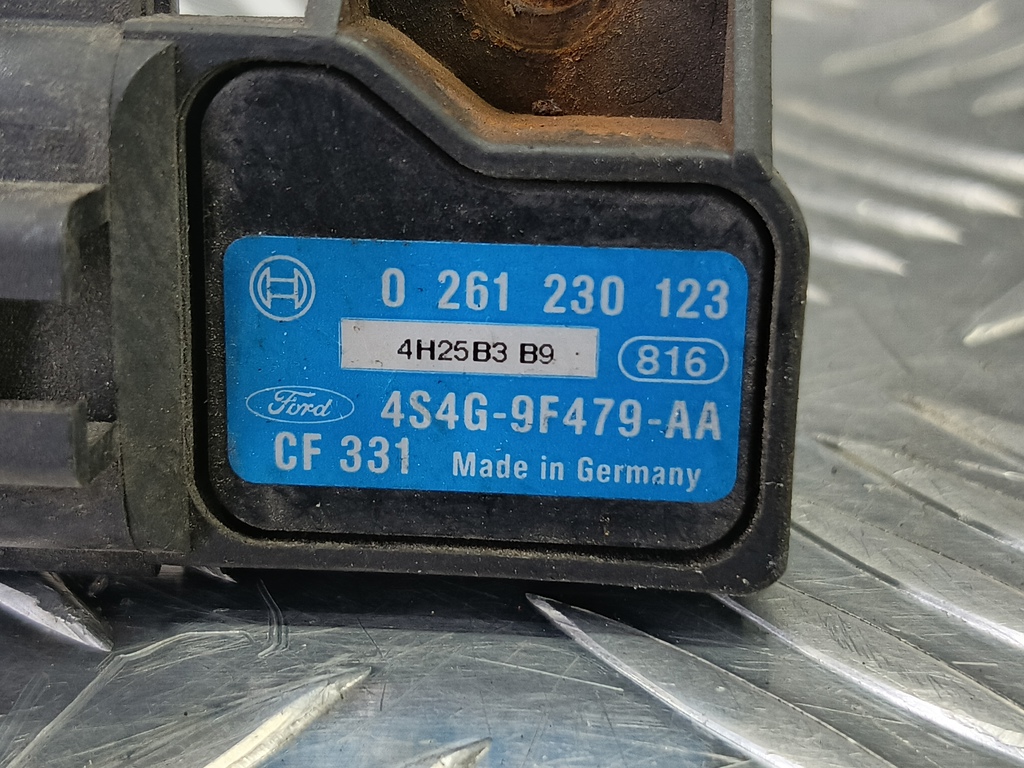 0 261 230 123
4H25B3 B9
816
Ford
4S4G-9F479-AA
CF 331
Made in Germany